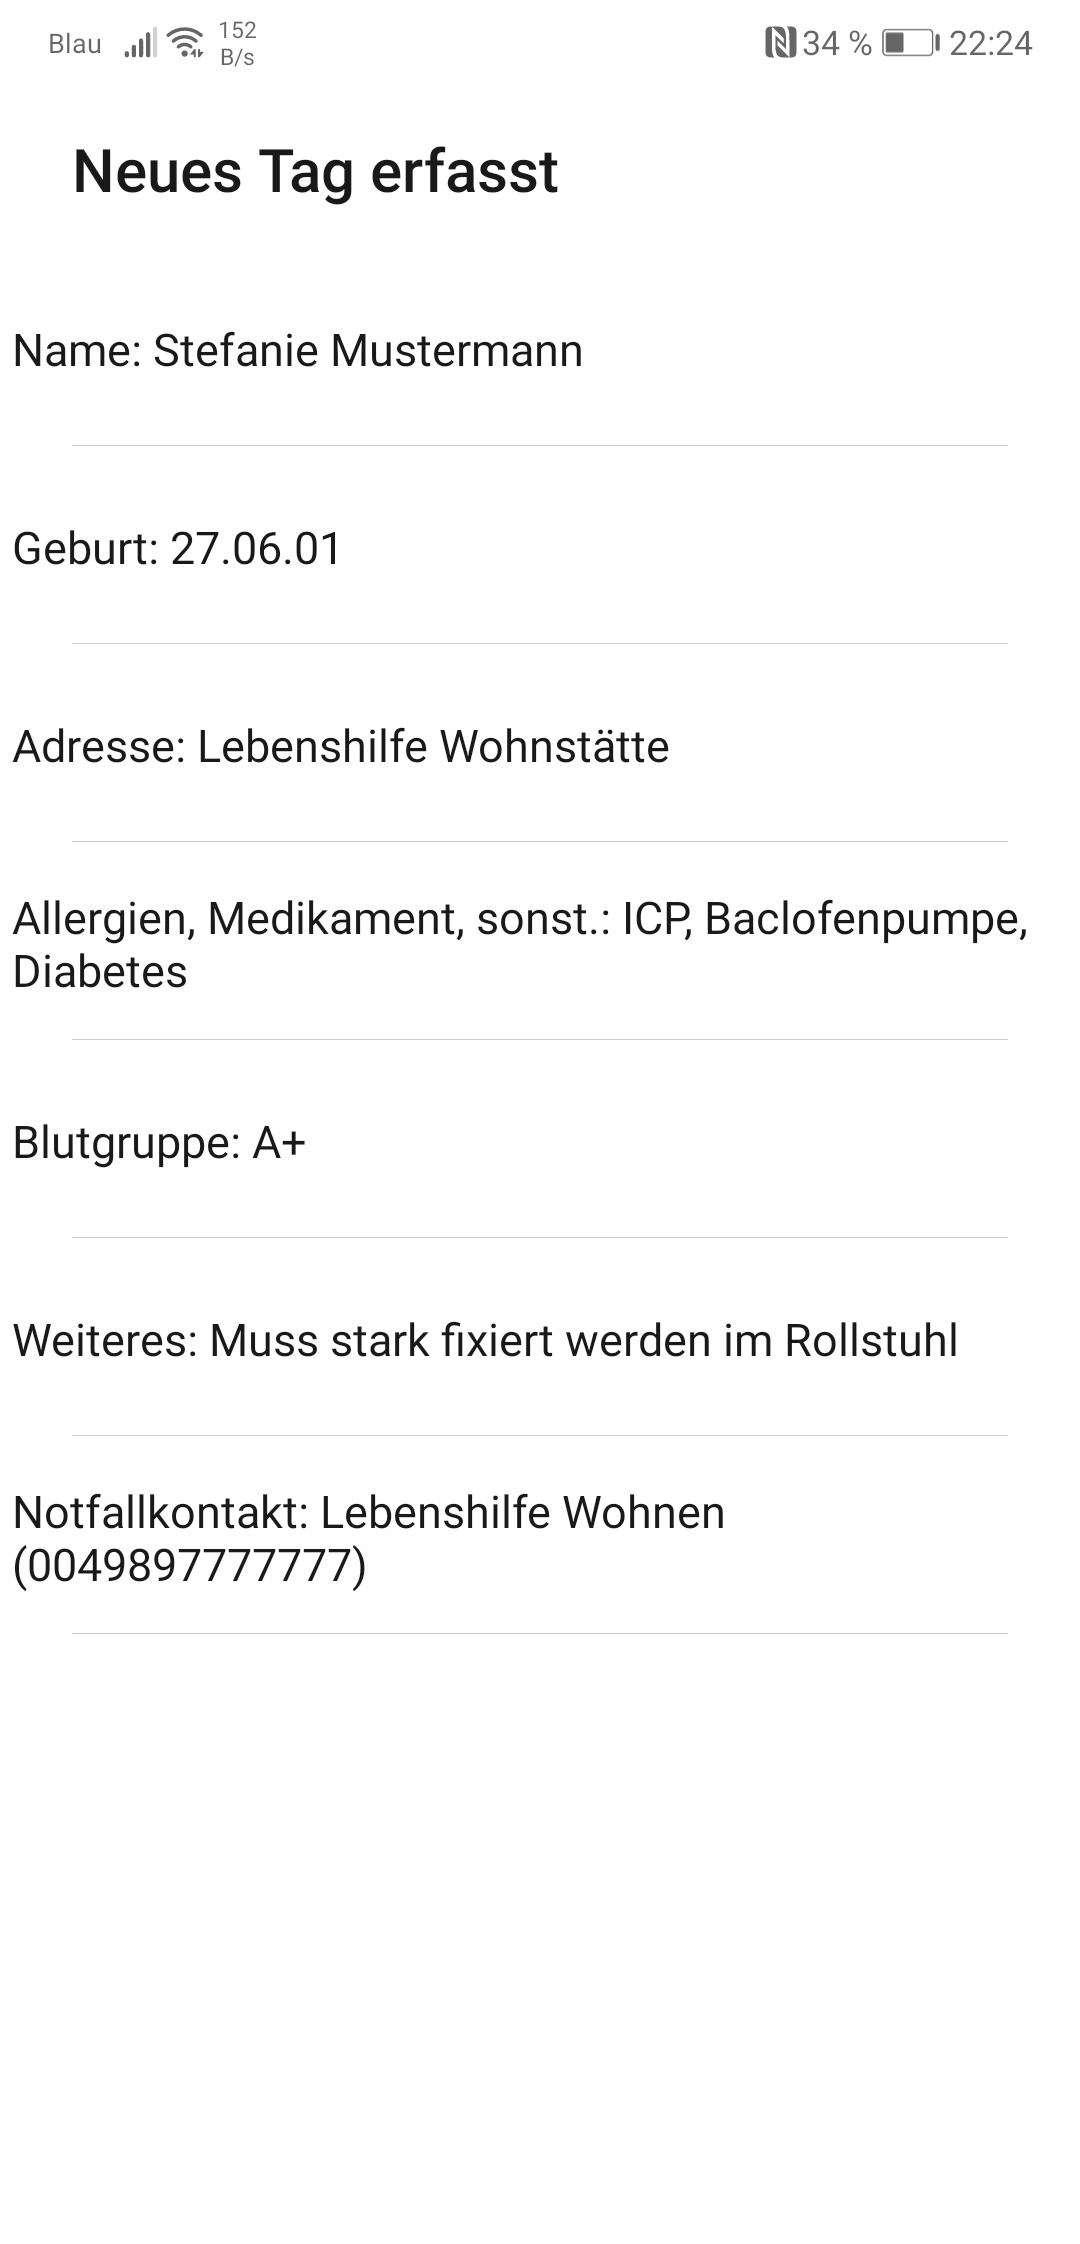 Blau 152 B/s 34 % 22:24
Neues Tag erfasst
Name: Stefanie Mustermann
Geburt: 27.06.01
Adresse: Lebenshilfe Wohnstätte
Allergien, Medikament, sonst.: ICP, Baclofenpumpe,
Diabetes
Blutgruppe: A+
Weiteres: Muss stark fixiert werden im Rollstuhl
Notfallkontakt: Lebenshilfe Wohnen
(0049897777777)